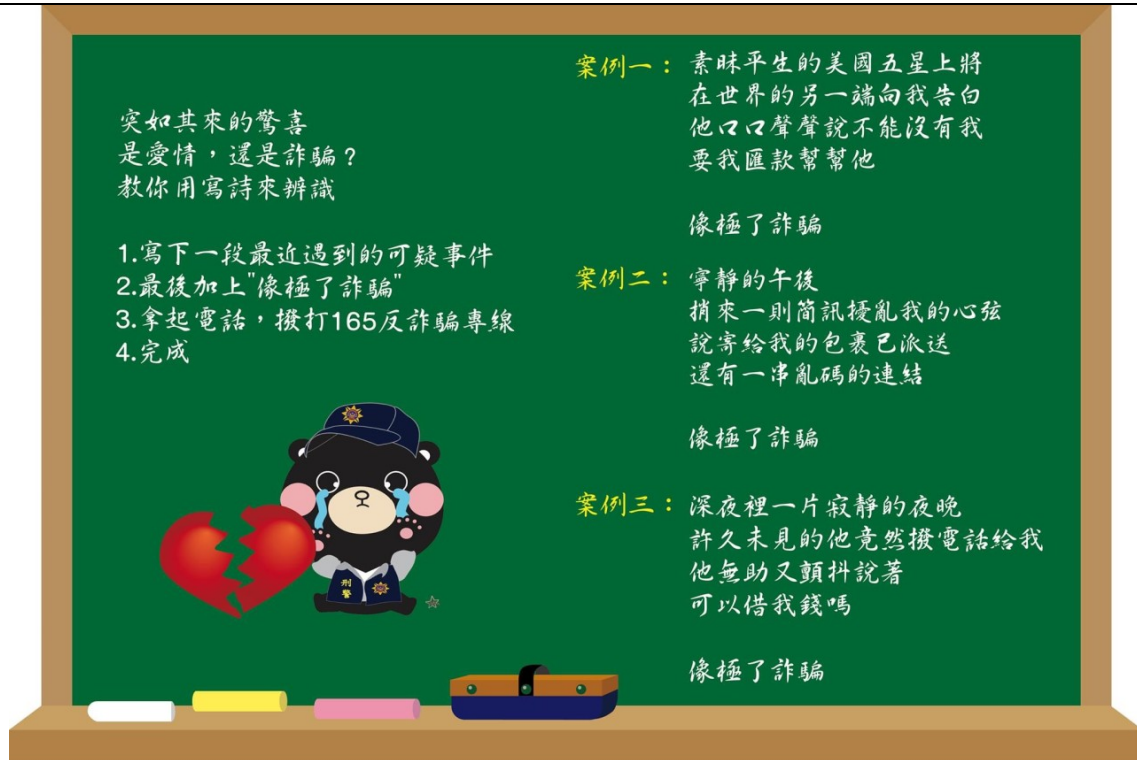 突如其來的驚喜
是愛情，還是詐騙？
教你用寫詩來辨識
1.寫下一段最近遇到的可疑事件
2.最後加上"像極了詐騙"
3.拿起電話，撥打165反詐騙專線
4.完成
刑警
案例一：素昧平生的美國五星上將
在世界的另一端向我告白
他口口聲聲說不能沒有我
要我匯款幫幫他
像極了詐騙
案例二：寧靜的午後
捎來一則簡訊擾亂我的心弦
說寄給我的包裹已派送
還有一串亂碼的連結
像極了詐騙
案例三：深夜裡一片寂靜的夜晚
許久未見的他竟然撥電話給我
他無助又顫抖說著
可以借我錢嗎
像極了詐騙